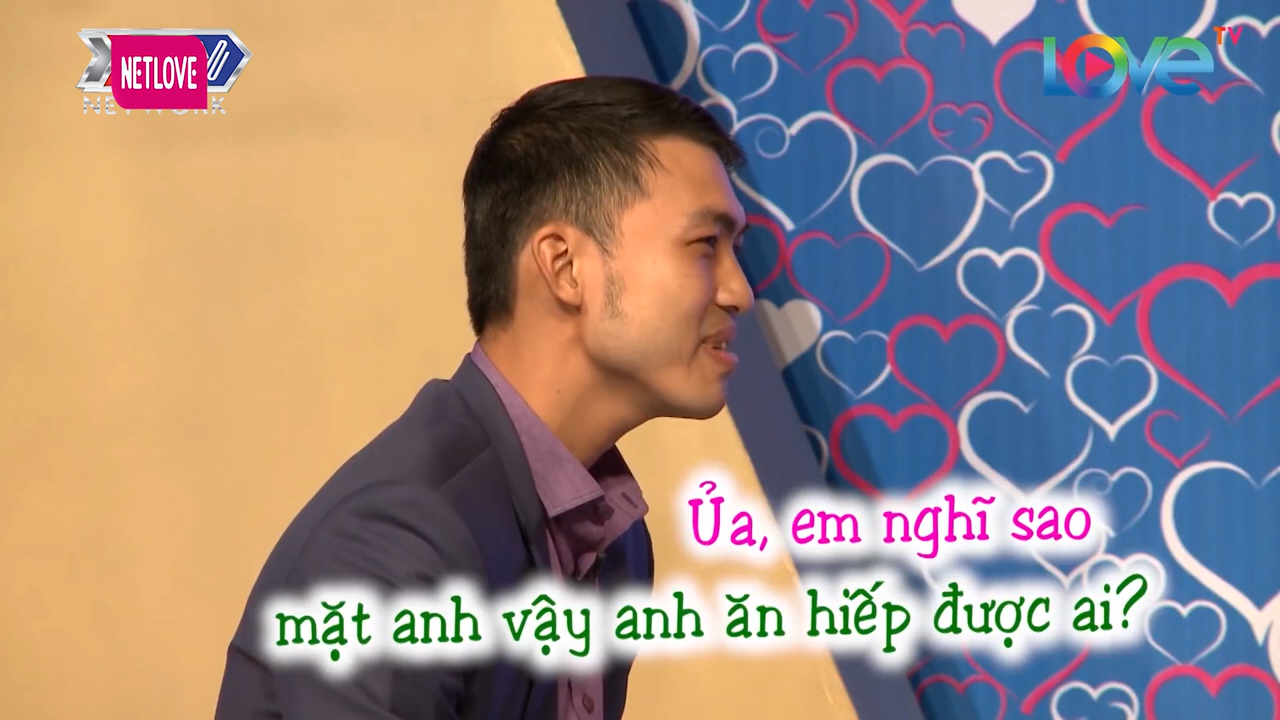 NETLOVE
NETWORK
LOVE TV
Ủa, em nghĩ sao
mặt anh vậy anh ăn hiếp được ai?